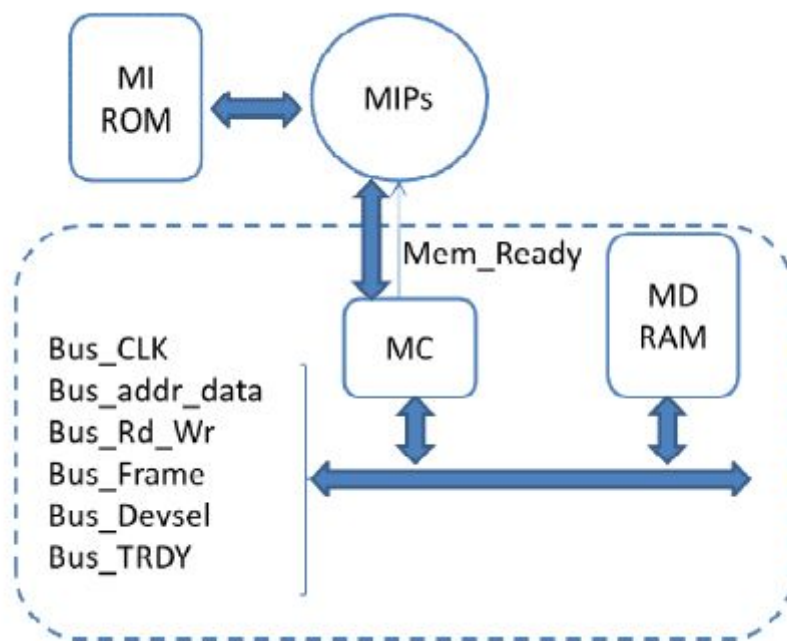 MI
ROM
MIPs
Mem_Ready
MD
RAM
MC
Bus_CLK
Bus_addr_data
Bus_Rd_Wr
Bus_Frame
Bus_Devsel
Bus_TRDY